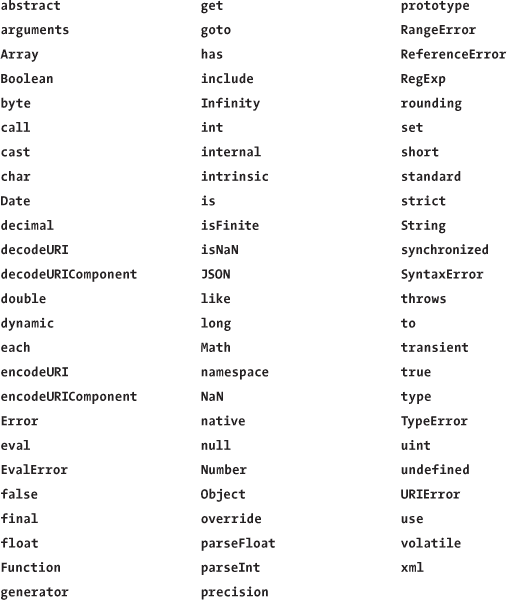 abstract get prototype
arguments goto RangeError
Array has ReferenceError
Boolean include RegExp
byte Infinity rounding
call int set
cast internal short
char intrinsic standard
Date is strict
decimal isFinite String
decodeURI isNaN synchronized
decodeURIComponent JSON SyntaxError
double like throws
dynamic long to
each Math transient
encodeURI namespace true
encodeURIComponent NaN type
Error native TypeError
eval null uint
EvalError Number undefined
false Object URIError
final override use
float parseFloat volatile
Function parseInt xml
generator precision